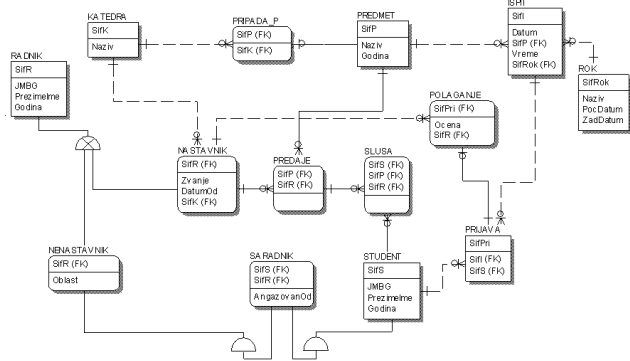 ISPIT
SifI
Datum
SifP (FK)
Vreme
SifRok (FK)
KATEDRA
SifK
Naziv
PRIPADA_P
SifP (FK)
SifK (FK)
PREDMET
SifP
Naziv
Godina
RADNIK
SifR
JMBG
PrezimeIme
Godina
ROK
SifRok
Naziv
PocDatum
ZadDatum
POLAGANJE
SifPri (FK)
Ocena
SifR (FK)
NASTAVNIK
SifR (FK)
Zvanje
DatumOd
SifK (FK)
PREDAJE
SifP (FK)
SifR (FK)
SLUSA
SifS (FK)
SifP (FK)
SifR (FK)
PRIJAVA
SifPri
SifI (FK)
SifS (FK)
NENASTAVNIK
SifR (FK)
Oblast
SARADNIK
SifS (FK)
SifR (FK)
AngazovanOd
STUDENT
SifS
JMBG
PrezimeIme
Godina